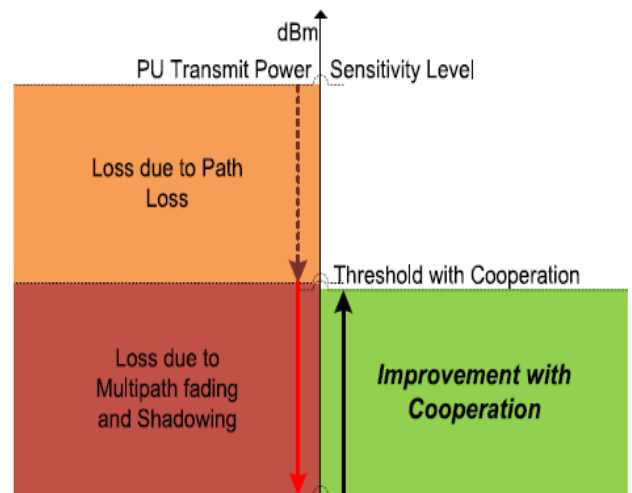 dBm
PU Transmit Power
Sensitivity Level
Loss due to Path
Loss
Threshold with Cooperation
Loss due to
Multipath fading
and Shadowing
Improvement with
Cooperation